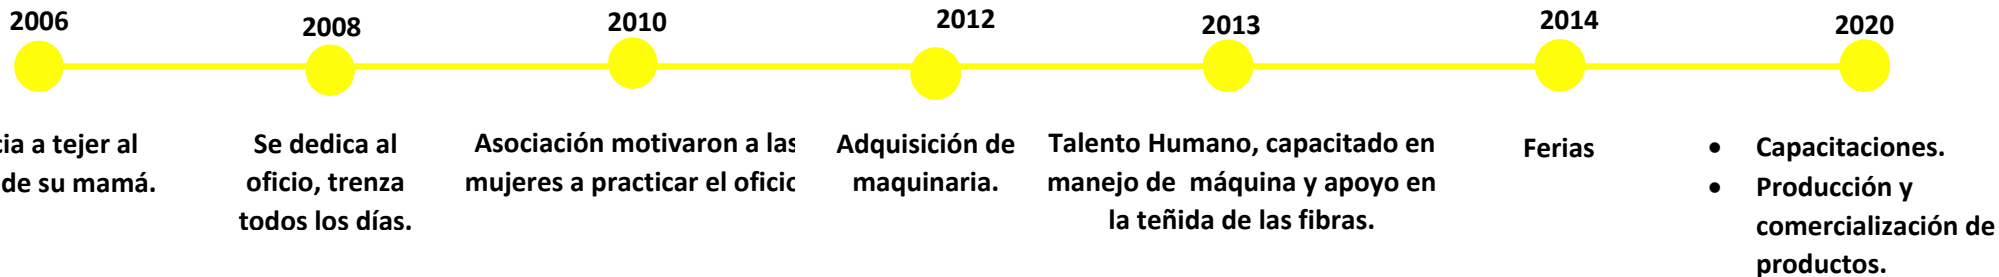 2006
2008
2010
2012
2013
2014
2020
a tejer al
de su mamá.
Se dedica al
oficio, trenza
todos los días.
Asociación motivaron a las
mujeres a practicar el oficio
Adquisición de
maquinaria.
Talento Humano, capacitado en
manejo de máquina y apoyo en
la teñida de las fibras.
Ferias
• Capacitaciones.
• Producción y
comercialización de
productos.